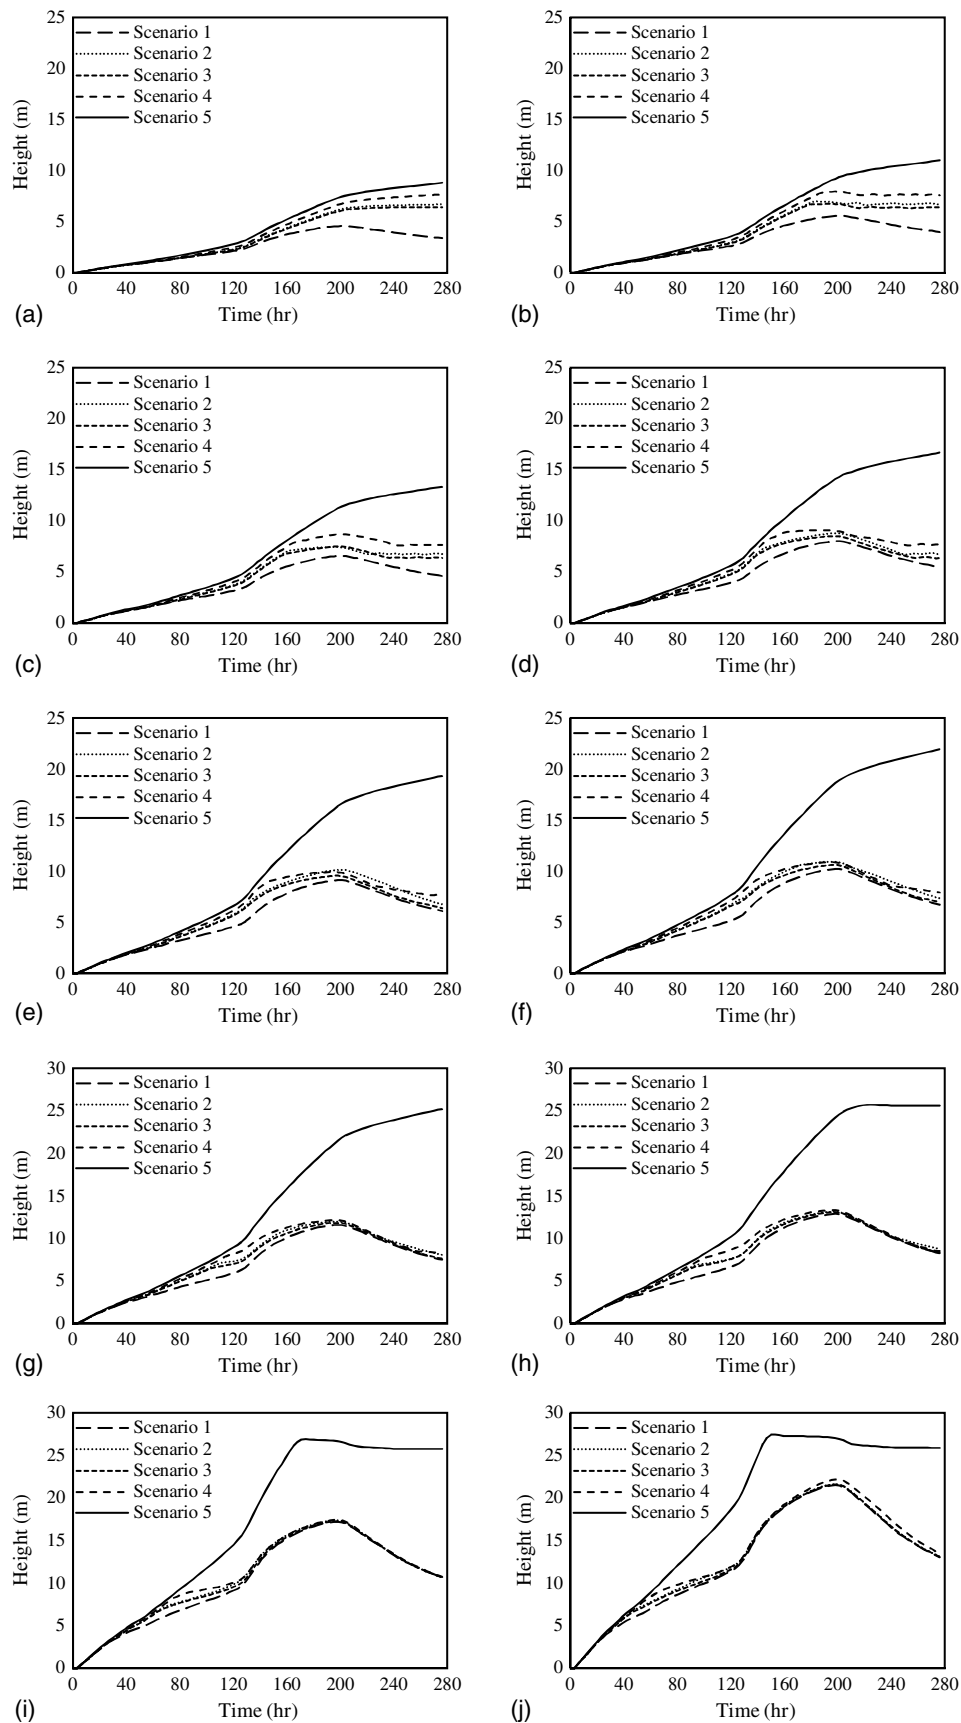 25
Scenario 1
Scenario 2
Scenario 3
Scenario 4
Scenario 5
20
15
10
5
0
Height (m)
0 40 80 120 160 200 240 280
Time (hr)
(a)
25
Scenario 1
Scenario 2
Scenario 3
Scenario 4
Scenario 5
20
15
10
5
0
Height (m)
0 40 80 120 160 200 240 280
Time (hr)
(b)
25
Scenario 1
Scenario 2
Scenario 3
Scenario 4
Scenario 5
20
15
10
5
0
Height (m)
0 40 80 120 160 200 240 280
Time (hr)
(c)
25
Scenario 1
Scenario 2
Scenario 3
Scenario 4
Scenario 5
20
15
10
5
0
Height (m)
0 40 80 120 160 200 240 280
Time (hr)
(d)
25
Scenario 1
Scenario 2
Scenario 3
Scenario 4
Scenario 5
20
15
10
5
0
Height (m)
0 40 80 120 160 200 240 280
Time (hr)
(e)
25
Scenario 1
Scenario 2
Scenario 3
Scenario 4
Scenario 5
20
15
10
5
0
Height (m)
0 40 80 120 160 200 240 280
Time (hr)
(f)
30
Scenario 1
Scenario 2
Scenario 3
Scenario 4
Scenario 5
25
20
15
10
5
0
Height (m)
0 40 80 120 160 200 240 280
Time (hr)
(g)
30
Scenario 1
Scenario 2
Scenario 3
Scenario 4
Scenario 5
25
20
15
10
5
0
Height (m)
0 40 80 120 160 200 240 280
Time (hr)
(h)
30
Scenario 1
Scenario 2
Scenario 3
Scenario 4
Scenario 5
25
20
15
10
5
0
Height (m)
0 40 80 120 160 200 240 280
Time (hr)
(i)
30
Scenario 1
Scenario 2
Scenario 3
Scenario 4
Scenario 5
25
20
15
10
5
0
Height (m)
0 40 80 120 160 200 240 280
Time (hr)
(j)